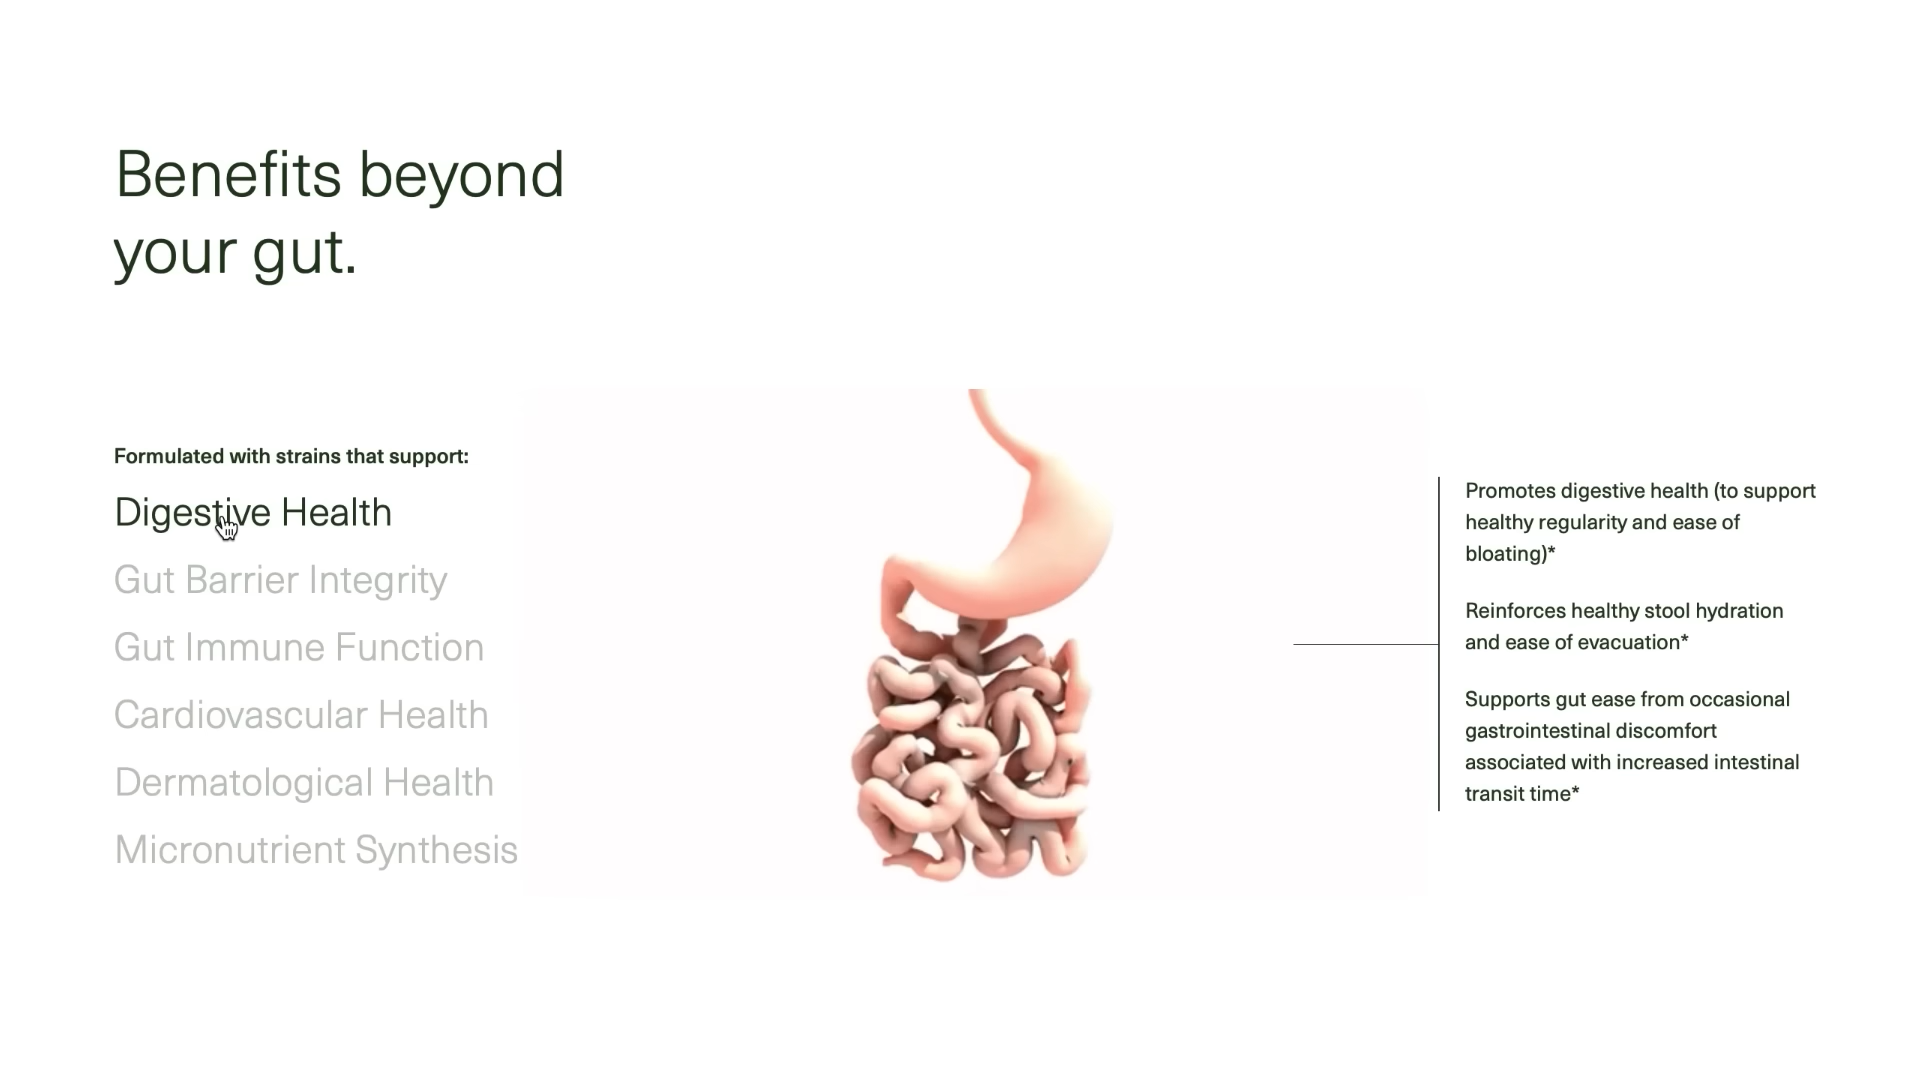 Benefits beyond
your gut.
Formulated with strains that support:
Digestive Health
Gut Barrier Integrity
Gut Immune Function
Cardiovascular Health
Dermatological Health
Micronutrient Synthesis
Promotes digestive health (to support
healthy regularity and ease of
bloating)*
Reinforces healthy stool hydration
and ease of evacuation*
Supports gut ease from occasional
gastrointestinal discomfort
associated with increased intestinal
transit time*